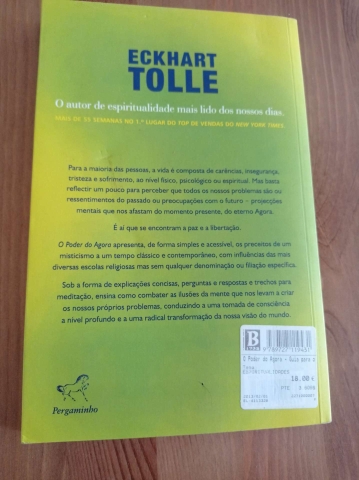 ECKHART
TOLLE
O autor de espiritualidade mais lido dos nossos dias.
MAIS DE 35 SEMANAS NO 1.º LUGAR DO TOP DE VENDAS DO NEW YORK TIMES
Para a maioria das pessoas, a vida é composta de carências, insegurança,
tristeza e sofrimento, ao nível físico, psicológico ou espiritual. Mas basta
reflectir um pouco para perceber que todos os nossos problemas são ou
ressentimentos do passado ou preocupações com o futuro – projecções
mentais que nos afastam do momento presente, do eterno Agora.
É aí que se encontram a paz e a libertação.
O Poder do Agora apresenta, de forma simples e acessível, os preceitos de um
misticismo a um tempo clássico e contemporâneo, com influências das mais
diversas escolas religiosas mas sem qualquer denominação ou filiação específica.
Sob a forma de explicações concisas, perguntas e respostas e trechos para
meditação, ensina como combater as ilusões da mente que nos levam a criar
os nossos próprios problemas, conduzindo a uma tomada de consciência
a nível profundo e a uma radical transformação da nossa visão do mundo.
B
O Poder do Agora - Guia para o
10.00 €
Pergaminho